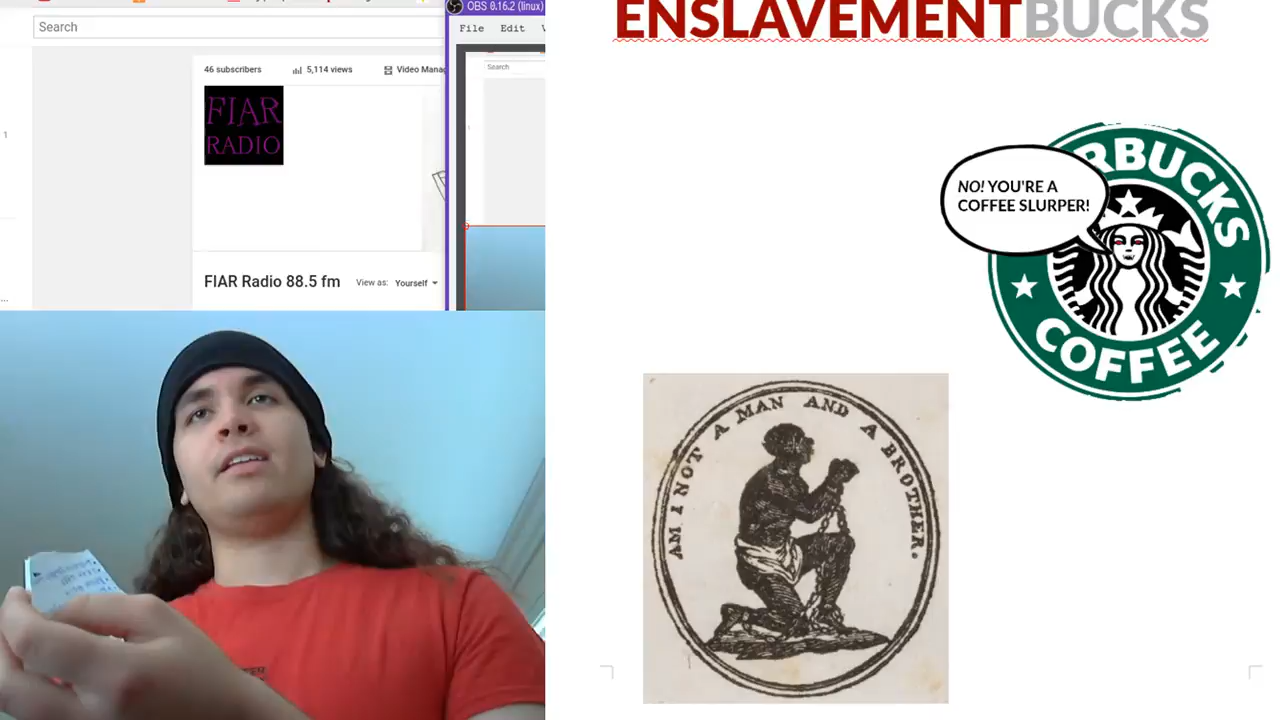 Search
46 subscribers
5,114 views
Video Manag
FIAR
RADIO
FIAR Radio 88.5 fm
View as:
Yourself
1
...
OBS 0.16.2 (linux)
File Edit V
Search
ENSLAVEMENTBUCKS
NO! YOU'RE A
COFFEE SLURPER!
RBUCKS
COFFEE
AM I NOT A MAN AND A BROTHER.